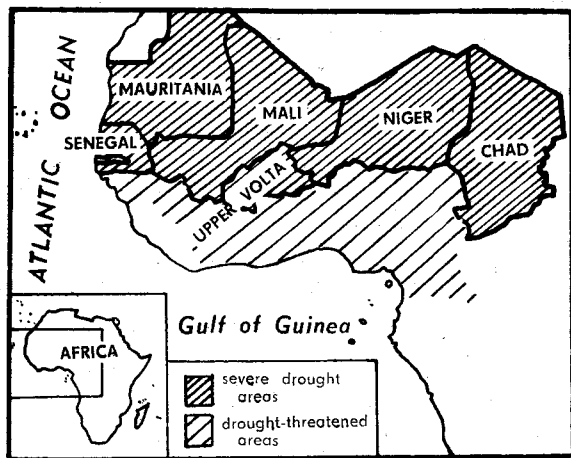 ATLANTIC OCEAN
MAURITANIA
SENEGAL
MALI
NIGER
CHAD
UPPER VOLTA
Gulf of Guinea
AFRICA
severe drought
areas
drought-threatened
areas